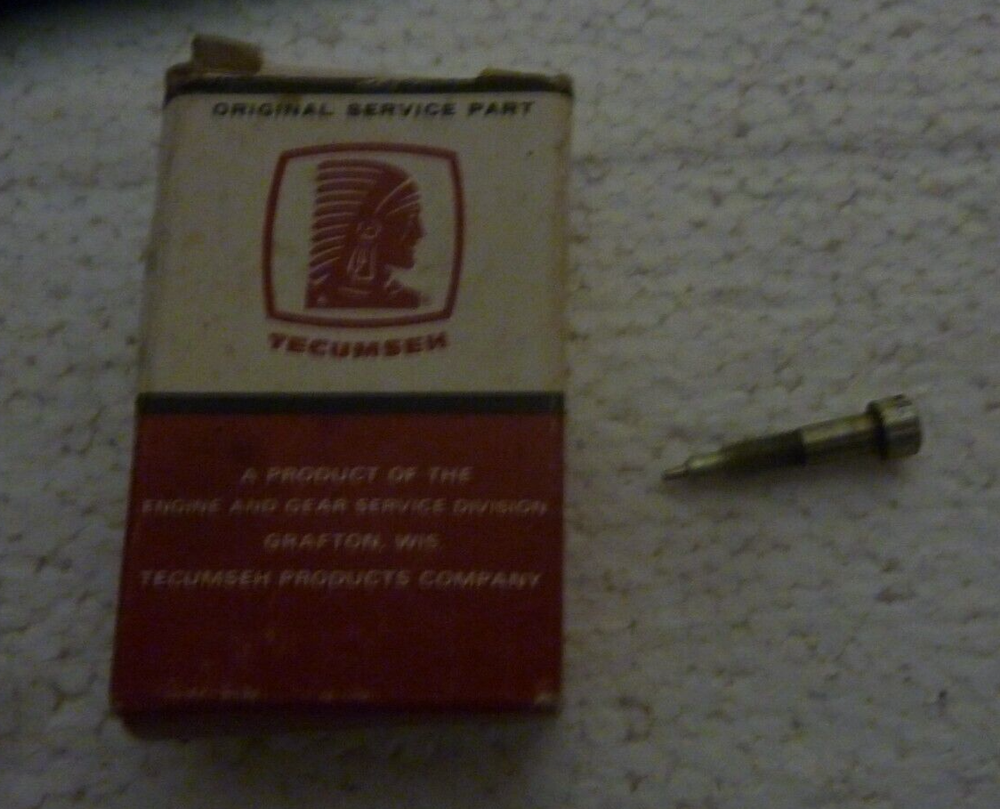 ORIGINAL SERVICE PART
TECUMSEH
A PRODUCT OF THE
ENGINE AND GEAR SERVICE DIVISION
GRAFTON, WIS
TECUMSEH PRODUCTS COMPANY